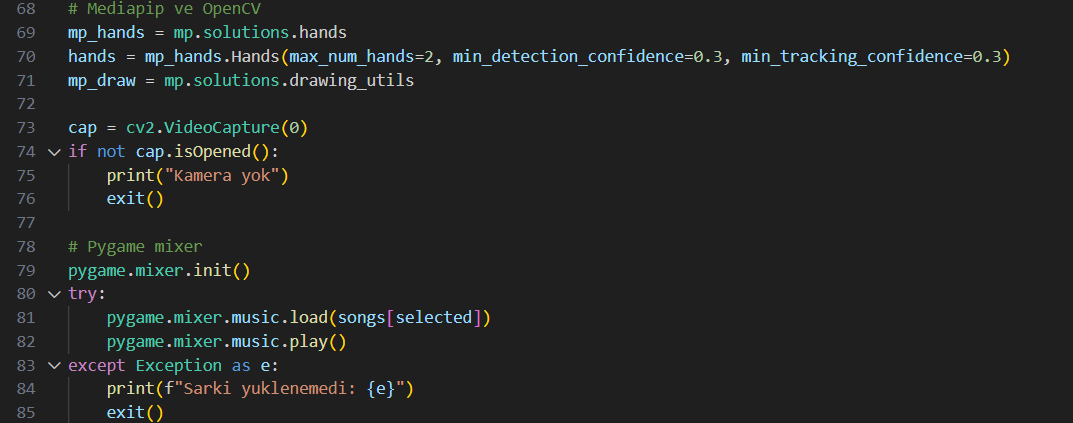 68 # Mediapip ve OpenCV
69 mp_hands = mp.solutions.hands
70 hands = mp_hands.Hands(max_num_hands=2, min_detection_confidence=0.3, min_tracking_confidence=0.3)
71 mp_draw = mp.solutions.drawing_utils
72
73 cap = cv2.VideoCapture(0)
74 if not cap.isOpened():
75     print("Kamera yok")
76     exit()
77
78 # Pygame mixer
79 pygame.mixer.init()
80 try:
81     pygame.mixer.music.load(songs[selected])
82     pygame.mixer.music.play()
83 except Exception as e:
84     print(f"Sarki yuklenemedi: {e}")
85     exit()